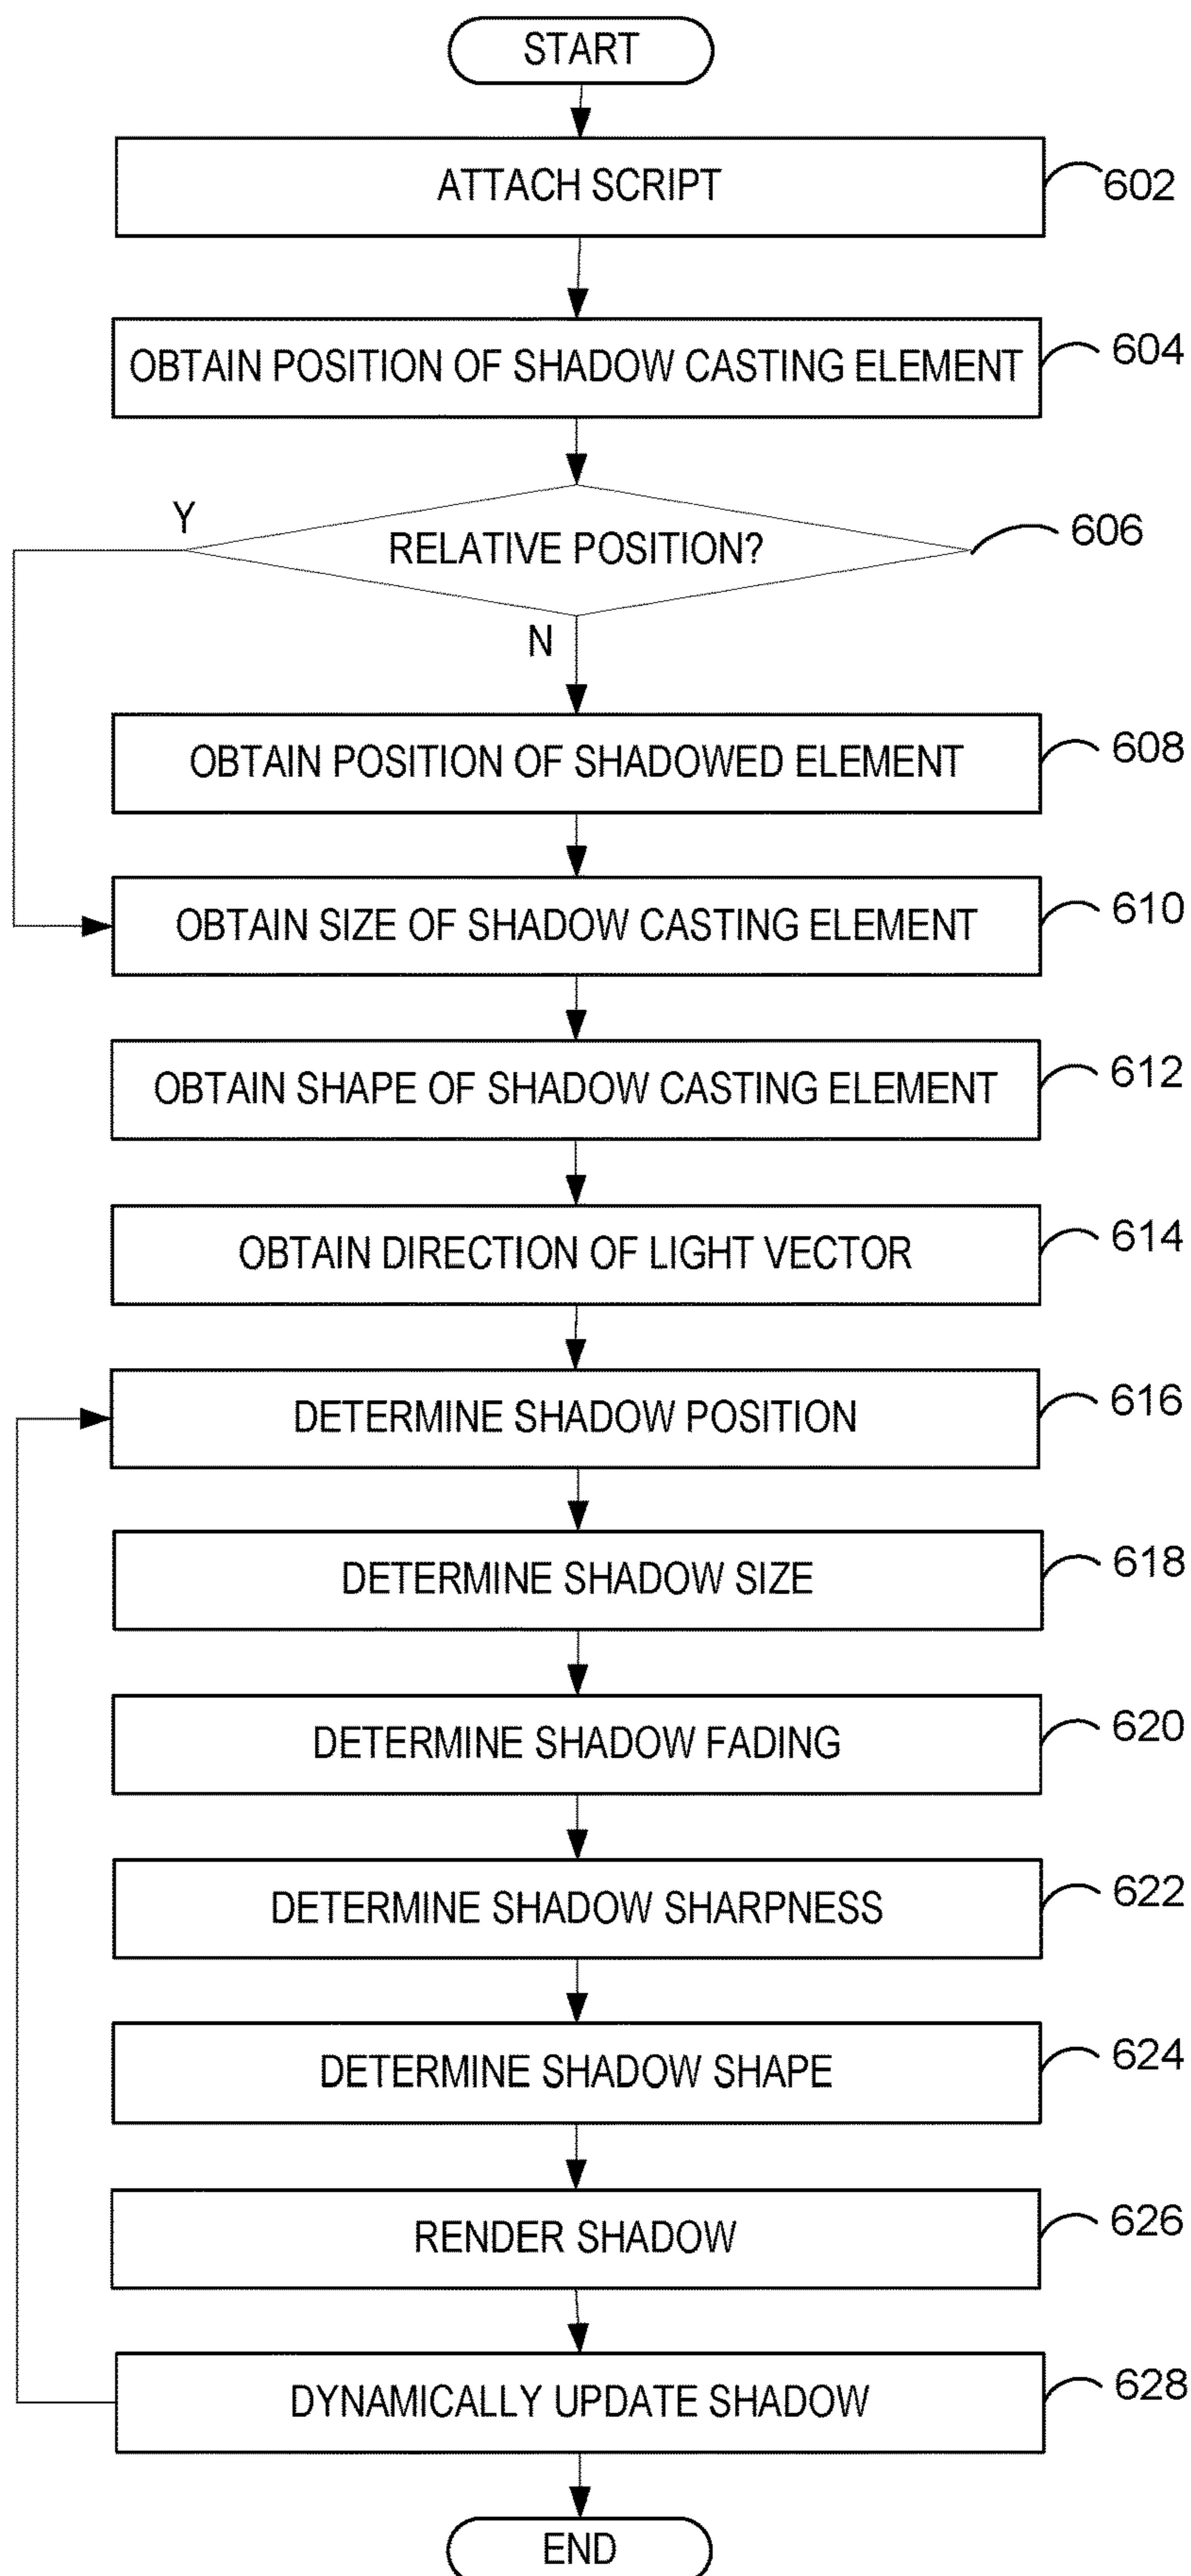 START
ATTACH SCRIPT
602
OBTAIN POSITION OF SHADOW CASTING ELEMENT
604
Y
RELATIVE POSITION?
606
N
OBTAIN POSITION OF SHADOWED ELEMENT
608
OBTAIN SIZE OF SHADOW CASTING ELEMENT
610
OBTAIN SHAPE OF SHADOW CASTING ELEMENT
612
OBTAIN DIRECTION OF LIGHT VECTOR
614
DETERMINE SHADOW POSITION
616
DETERMINE SHADOW SIZE
618
DETERMINE SHADOW FADING
620
DETERMINE SHADOW SHARPNESS
622
DETERMINE SHADOW SHAPE
624
RENDER SHADOW
626
DYNAMICALLY UPDATE SHADOW
628
END